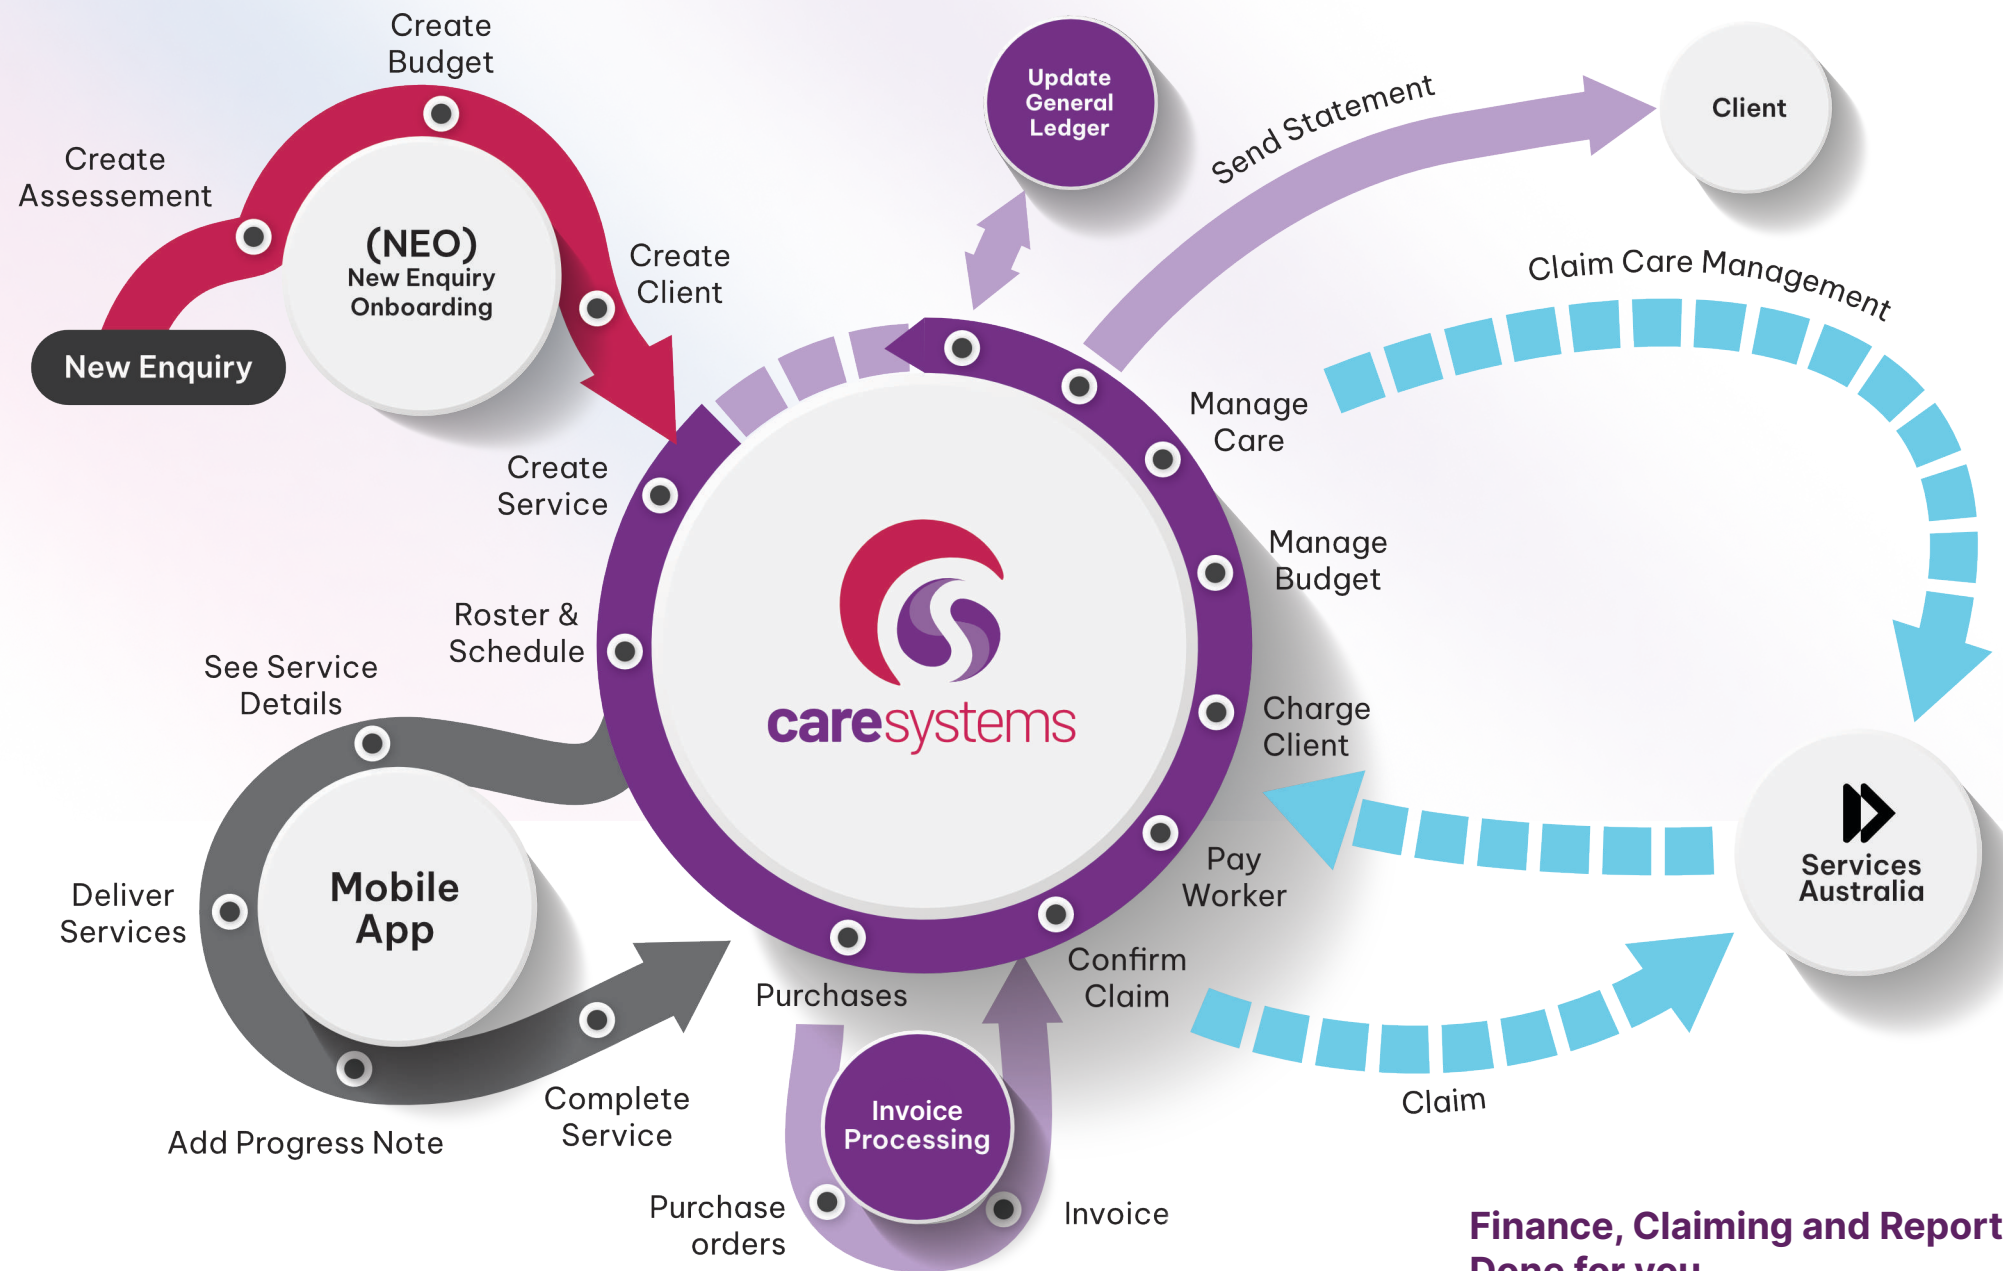 Create
Budget
Create
Assessement
(NEO)
New Enquiry
Onboarding
Create
Client
New Enquiry
Update
General
Ledger
Send Statement
Client
Claim Care Management
Create
Service
Manage
Care
Manage
Budget
Roster &
Schedule
caresystems
Charge
Client
See Service
Details
Mobile
App
Deliver
Services
Pay
Worker
Services
Australia
Confirm
Claim
Purchases
Claim
Complete
Service
Add Progress Note
Invoice
Processing
Purchase
orders
Invoice
Finance, Claiming and Report
Done for you